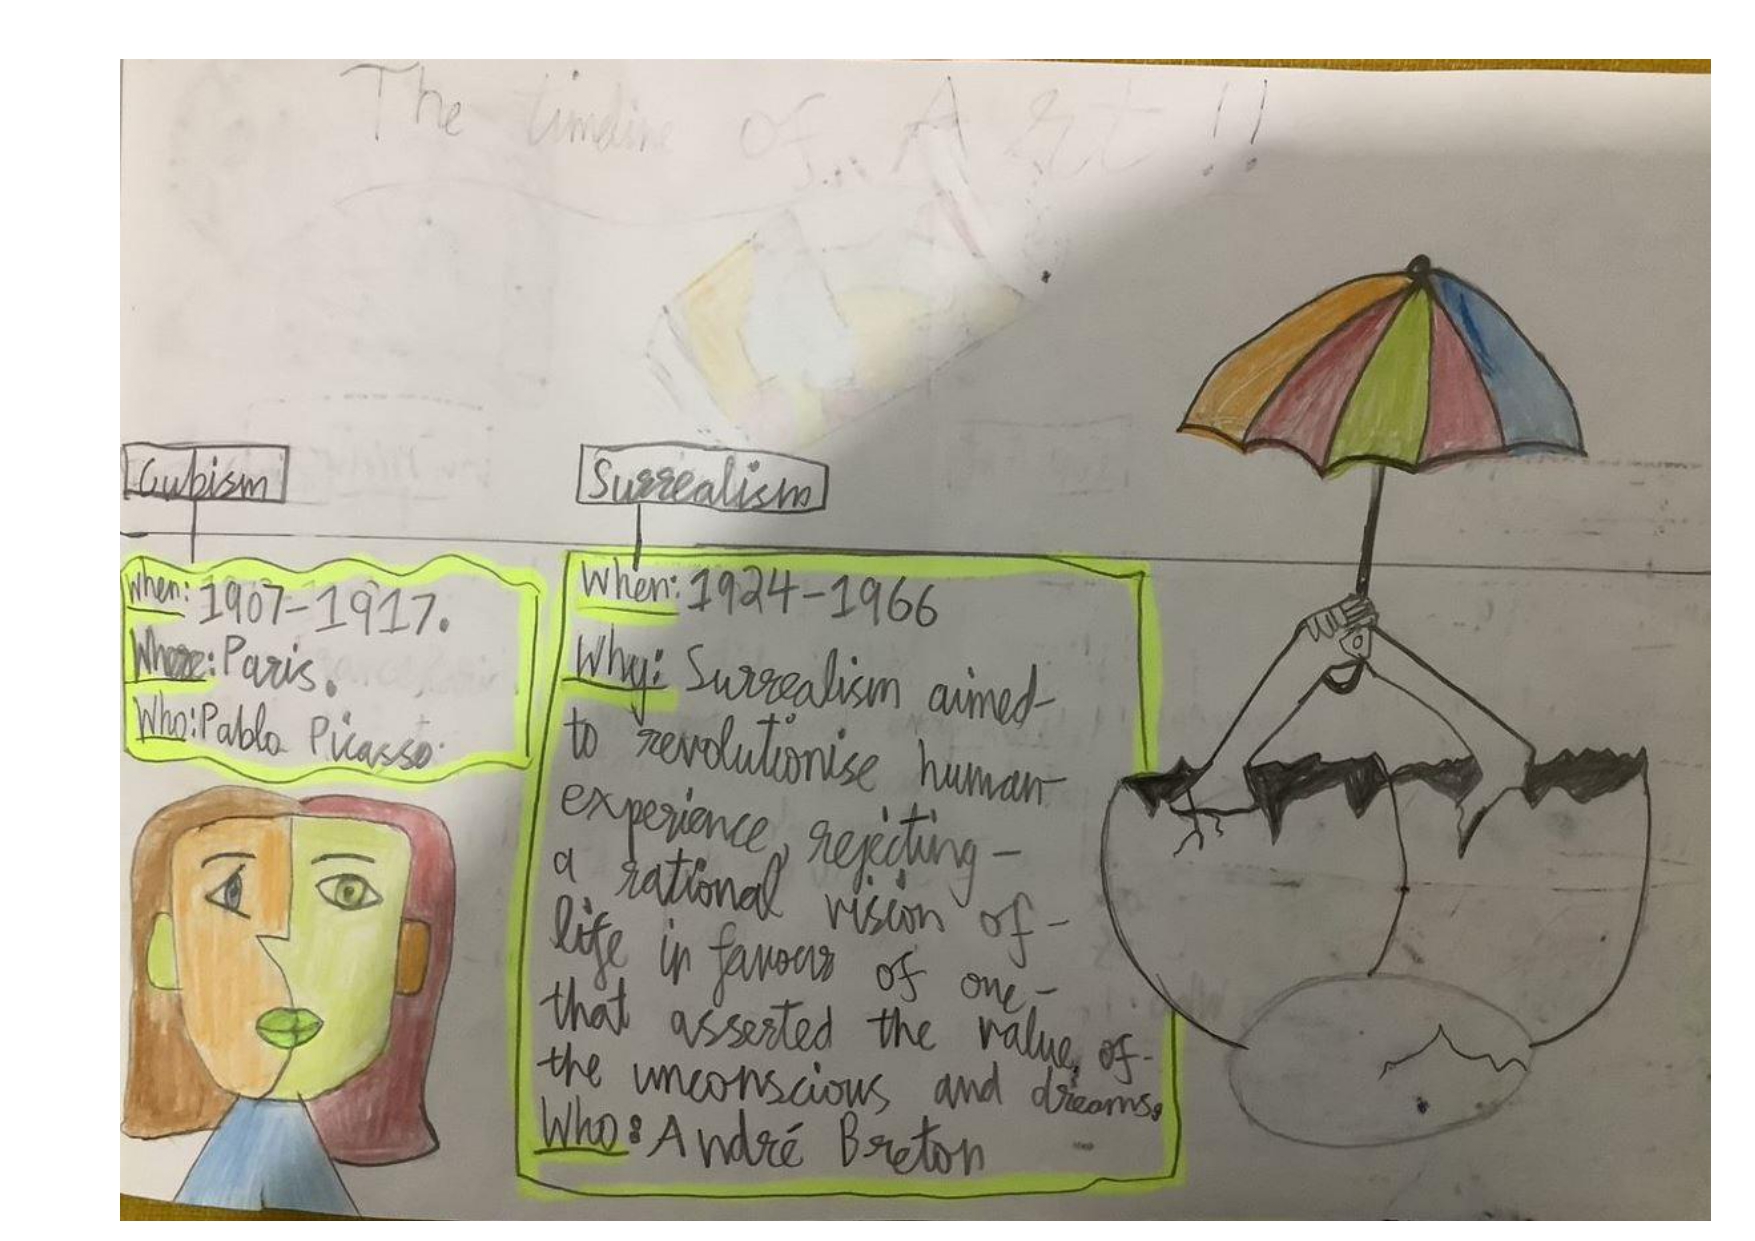 The timeline of Art!!
Cubism
When: 1907-1917.
Where: Paris.
Who: Pablo Picasso.
Surrealism
When: 1924-1966
Why: Surrealism aimed-
to revolutionise human-
experience, rejecting-
a rational vision of-
life in favour of one-
that asserted the value of-
the unconscious and dreams.
Who: André Breton